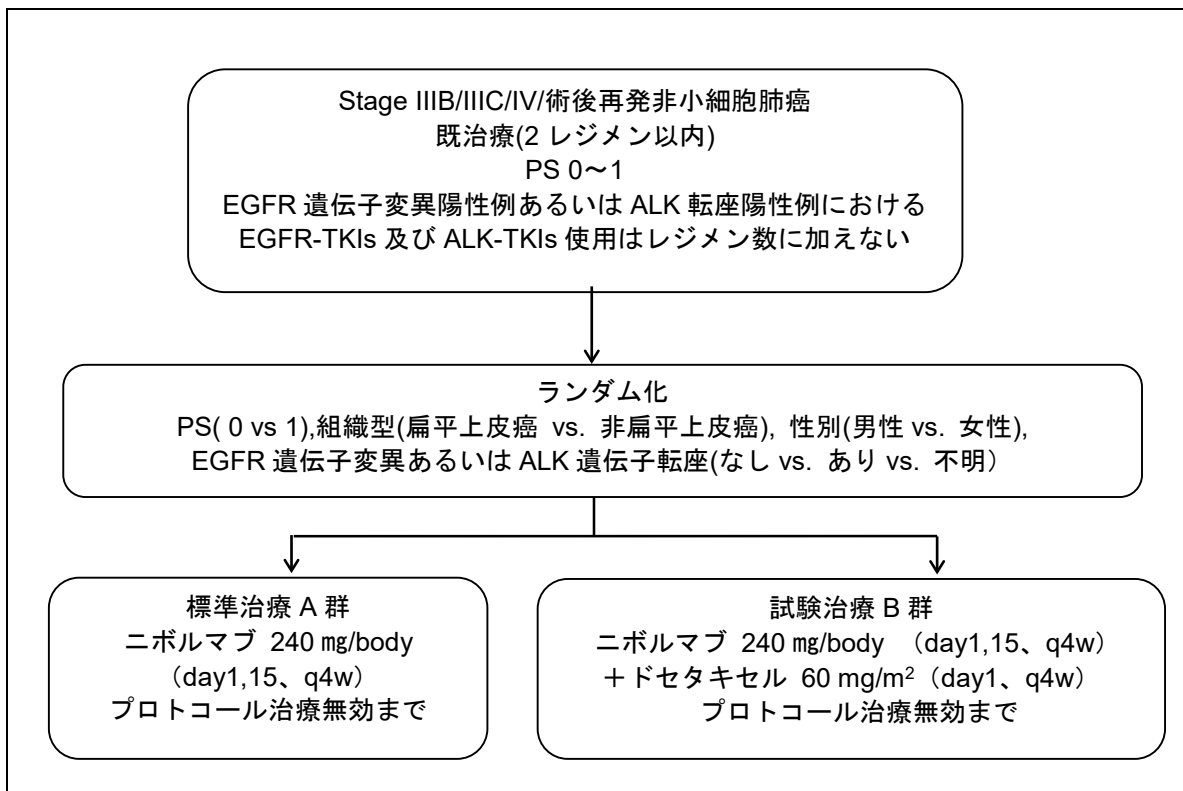 Stage IIIB/IIIC/IV/術後再発非小細胞肺癌
既治療(2 レジメン以内)
PS 0～1
EGFR 遺伝子変異陽性例あるいは ALK 転座陽性例における
EGFR-TKIs 及び ALK-TKIs 使用はレジメン数に加えない
ランダム化
PS( 0 vs 1),組織型(扁平上皮癌 vs. 非扁平上皮癌), 性別(男性 vs. 女性),
EGFR 遺伝子変異あるいは ALK 遺伝子転座(なし vs. あり vs. 不明）
標準治療 A 群
ニボルマブ 240 ㎎/body
（day1,15、q4w）
プロトコール治療無効まで
試験治療 B 群
ニボルマブ 240 ㎎/body （day1,15、q4w）
＋ドセタキセル 60 mg/m²（day1、q4w）
プロトコール治療無効まで